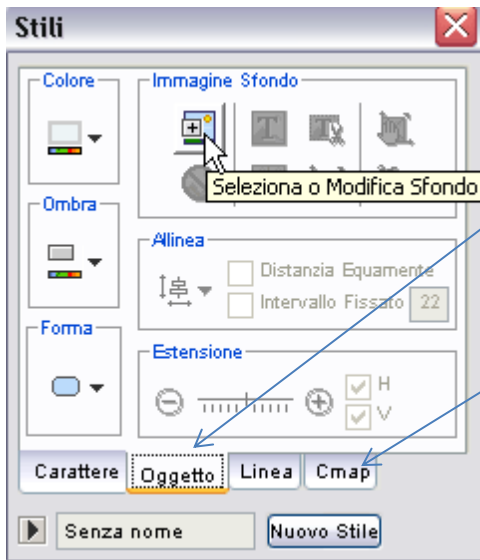 Stili
Colore
Immagine Sfondo
Seleziona o Modifica Sfondo
Ombra
Allinea
Distanzia Equamente
Intervallo Fissato 22
Forma
Estensione
H
V
Carattere Oggetto Linea Cmap
Senza nome Nuovo Stile